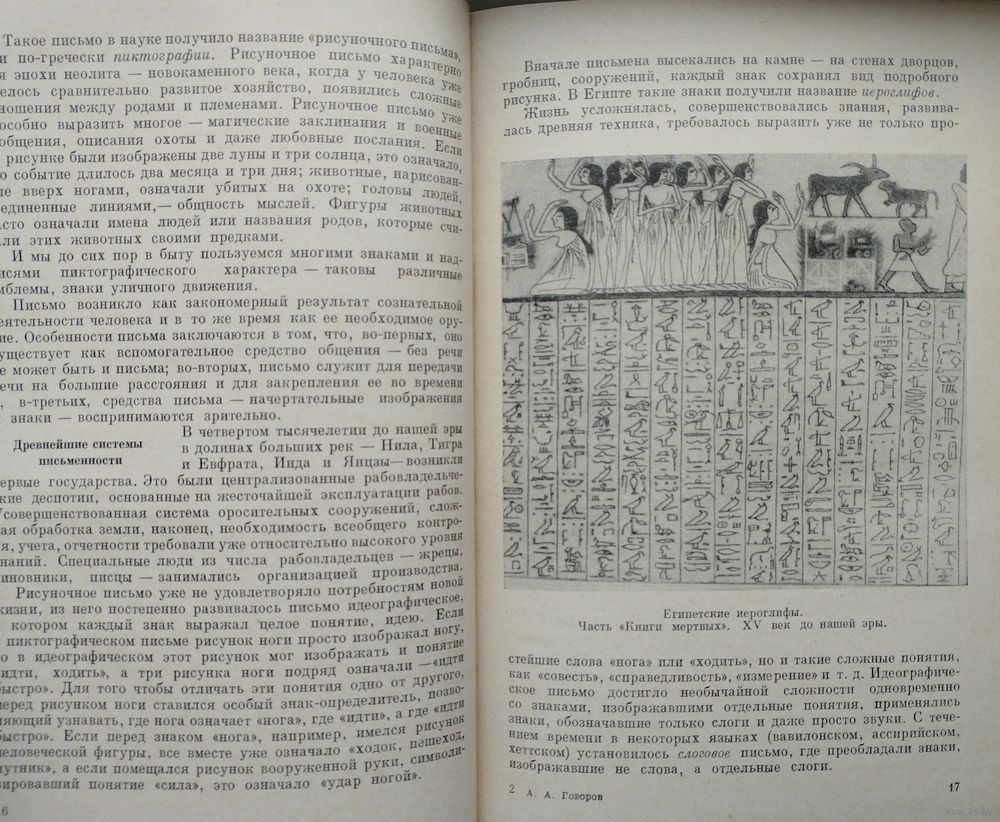 Такое письмо в науке получило название «рисуночного письма»,
и по-гречески пиктографии. Рисуночное письмо характерно
я эпохи неолита — новокаменного века, когда у человека уже
елось сравнительно развитое хозяйство, появились сложные
ношения между родами и племенами. Рисуночное письмо уже
особно выразить многое — магические заклинания и военные
общения, описания охоты и даже любовные послания. Если
рисунке были изображены две луны и три солнца, это означало,
о событие длилось два месяца и три дня; животные, нарисован-
ые вверх ногами, означали убитых на охоте; головы людей,
единенные линиями,— общность мыслей. Фигуры животных
асто означали имена людей или названия родов, которые счи-
али этих животных своими предками.
И мы до сих пор в быту пользуемся многими знаками и над-
исями пиктографического характера — таковы различные
мблемы, знаки уличного движения.
Письмо возникло как закономерный результат сознательной
еятельности человека и в то же время как ее необходимое ору-
ие. Особенности письма заключаются в том, что, во-первых, оно
уществует как вспомогательное средство общения — без речи
е может быть и письма; во-вторых, письмо служит для передачи
ечи на большие расстояния и для закрепления ее во времени
, в-третьих, средства письма — начертательные изображения
знаки — воспринимаются зрительно.
Древнейшие системы
письменности
В четвертом тысячелетии до нашей эры
в долинах больших рек — Нила, Тигра
и Евфрата, Инда и Янцзы—возникли
ервые государства. Это были централизованные рабовладельче-
кие деспотии, основанные на жесточайшей эксплуатации рабов.
Усовершенствованная система оросительных сооружений, слож-
ая обработка земли, наконец, необходимость всеобщего контро-
я, учета, отчетности требовали уже относительно высокого уровня
наний. Специальные люди из числа рабовладельцев — жрецы,
иновники, писцы — занимались организацией производства.
Рисуночное письмо уже не удовлетворяло потребностям новой
жизни, из него постепенно развивалось письмо идеографическое,
котором каждый знак выражал целое понятие, идею. Если
пиктографическом письме рисунок ноги просто изображал ногу,
о в идеографическом этот рисунок мог изображать и понятие
идти, ходить», а три рисунка ноги подряд означали —«идти
быстро». Для того чтобы отличать эти понятия одно от другого,
перед рисунком ноги ставился особый знак-определитель, позво-
ляющий узнавать, где нога означает «нога», где «идти», а где «идти
быстро». Если перед знаком «нога», например, имелся рисунок
человеческой фигуры, все вместе уже означало «ходок, пешеход,
путник», а если помещался рисунок вооруженной руки, символи-
зировавший понятие «сила», это означало «удар ногой».
6
Вначале письмена высекались на камне — на стенах дворцов,
гробниц, сооружений, каждый знак сохранял вид подробного
рисунка. В Египте такие знаки получили название иероглифов.
Жизнь усложнялась, совершенствовались знания, развива-
лась древняя техника, требовалось выразить уже не только про-
Египетские иероглифы.
Часть «Книги мертвых». XV век до нашей эры.
стейшие слова «нога» или «ходить», но и такие сложные понятия,
как «совесть», «справедливость», «измерение» и т. д. Идеографиче-
ское письмо достигло необычайной сложности одновременно
со знаками, изображавшими отдельные понятия, применялись
знаки, обозначавшие только слоги и даже просто звуки. С тече-
нием времени в некоторых языках (вавилонском, ассирийском,
хеттском) установилось слоговое письмо, где преобладали знаки,
изображавшие не слова, а отдельные слоги.
2 А. А. Говоров
17